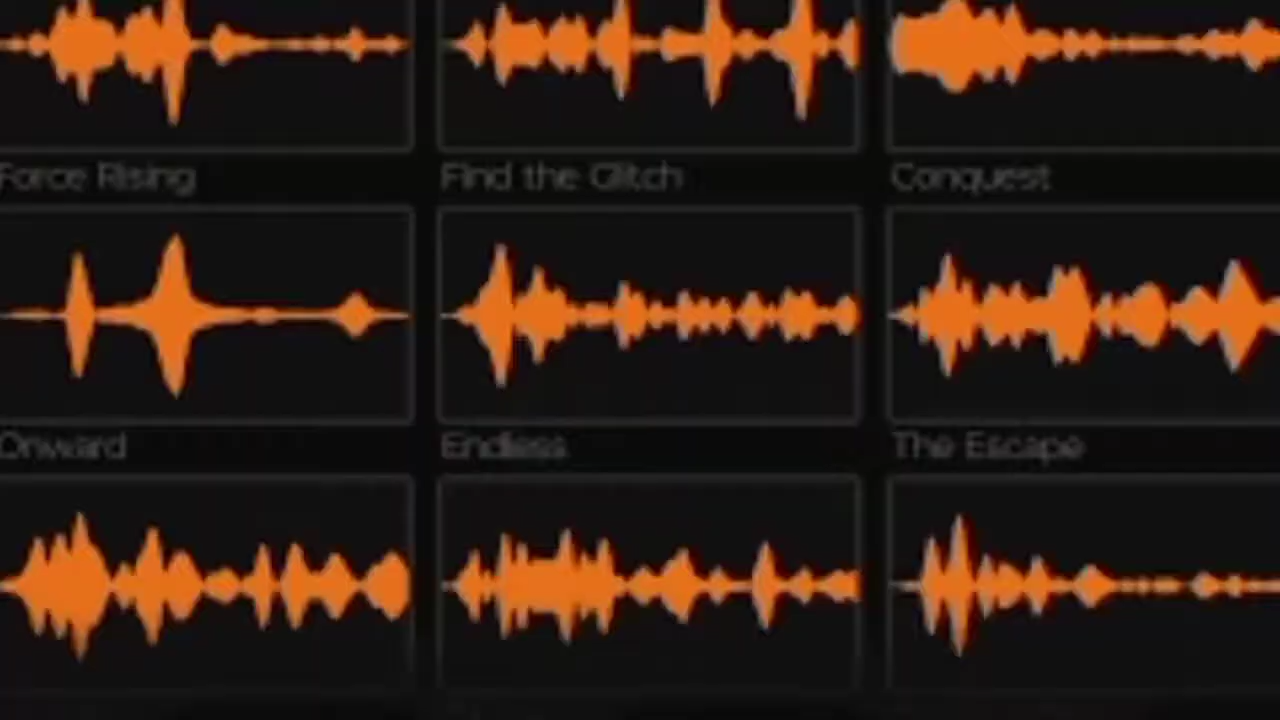 Force Rising
Find the Glitch
Conquest
Onward
Endless
The Escape